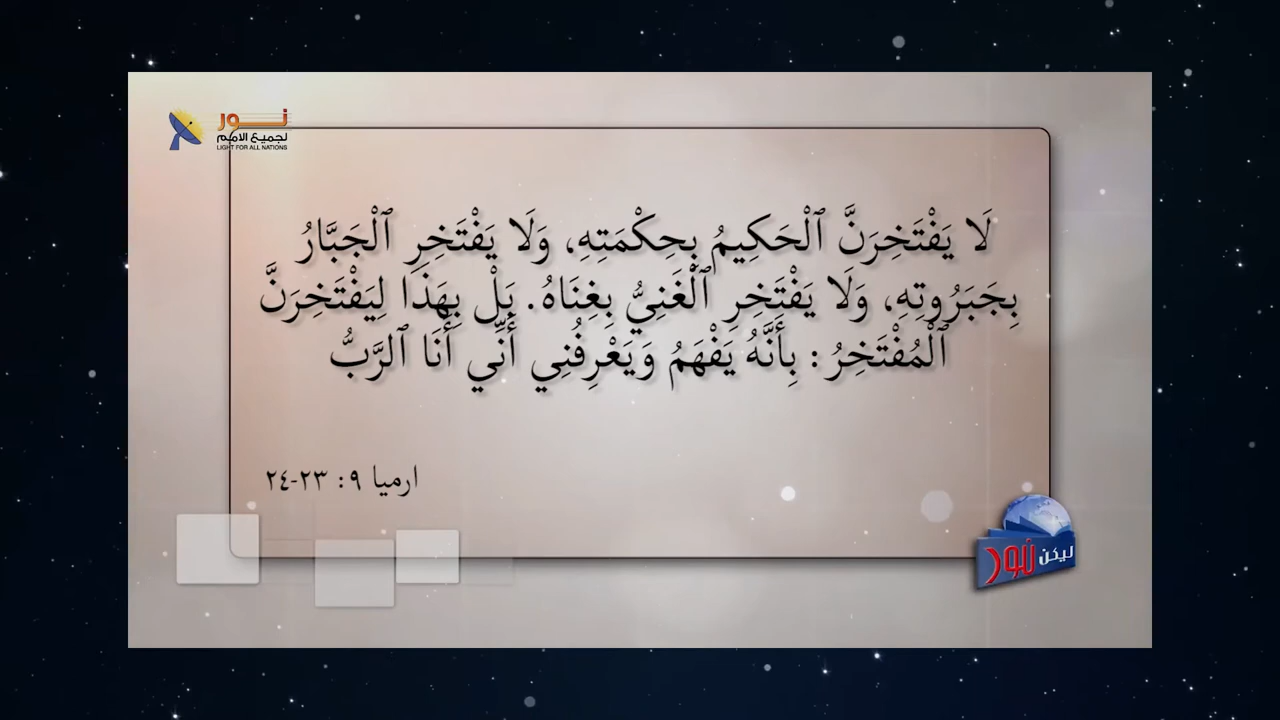 نور
لجميع الامم
LIGHT FOR ALL NATIONS
لَا يَفْتَخِرَنَّ ٱلْحَكِيمُ بِحِكْمَتِهِ، وَلَا يَفْتَخِرِ ٱلْجَبَّارُ
بِجَبَرُوتِهِ، وَلَا يَفْتَخِرِ ٱلْغَنِيُّ بِغِنَاهُ. بَلْ بِهَذَا لِيَفْتَخِرَنَّ
ٱلْمُفْتَخِرُ: بِأَنَّهُ يَفْهَمُ وَيَعْرِفُنِي أَنِّي أَنَا ٱلرَّبُّ
ارميا ٩: ٢٣-٢٤
ليكن نور